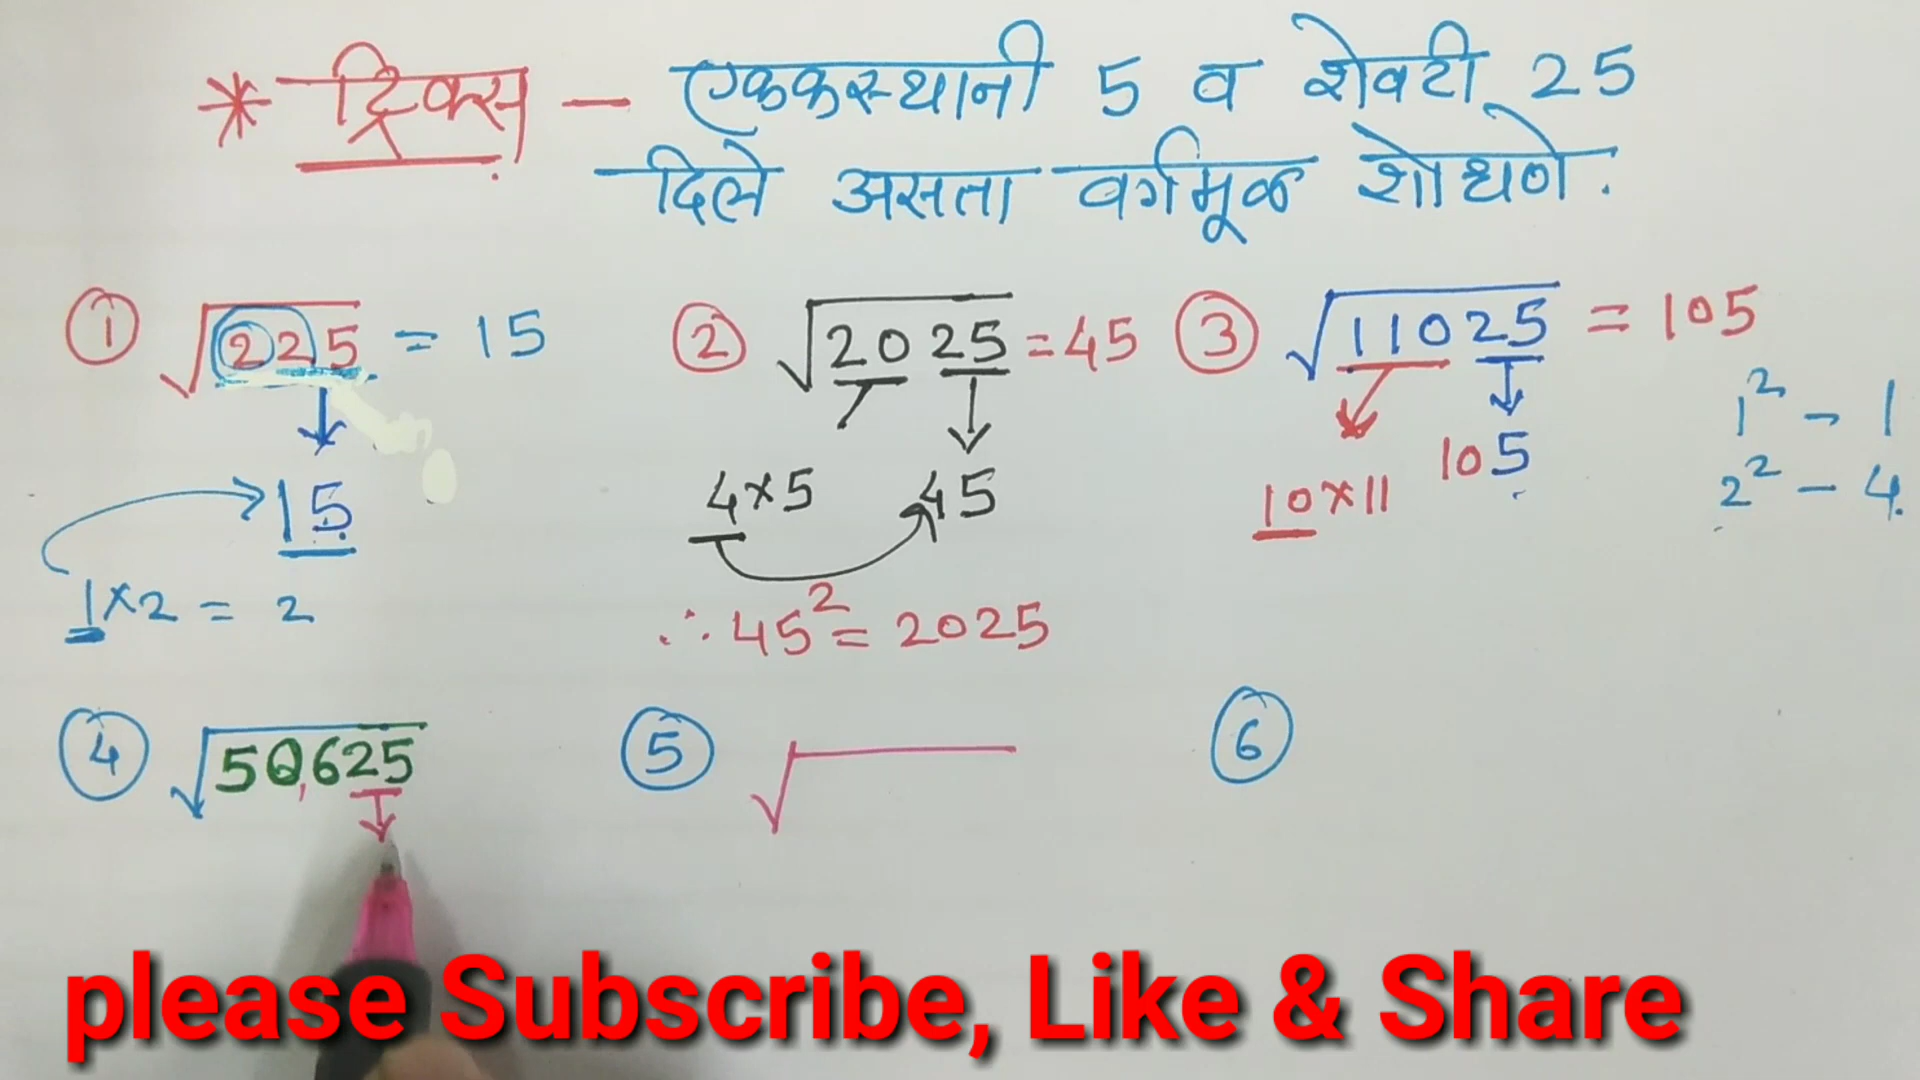 * ट्रिक्स — एककस्थानी 5 व शेवटी 25
दिले असता वर्गमूळ शोधणे.
① √225 = 15
15
1×2 = 2
② √2025 = 45
4×5 45
∴ 45² = 2025
③ √11025 = 105
105
10×11
1² – 1
2² – 4
④ √50,625
⑤ √
⑥
please Subscribe, Like & Share